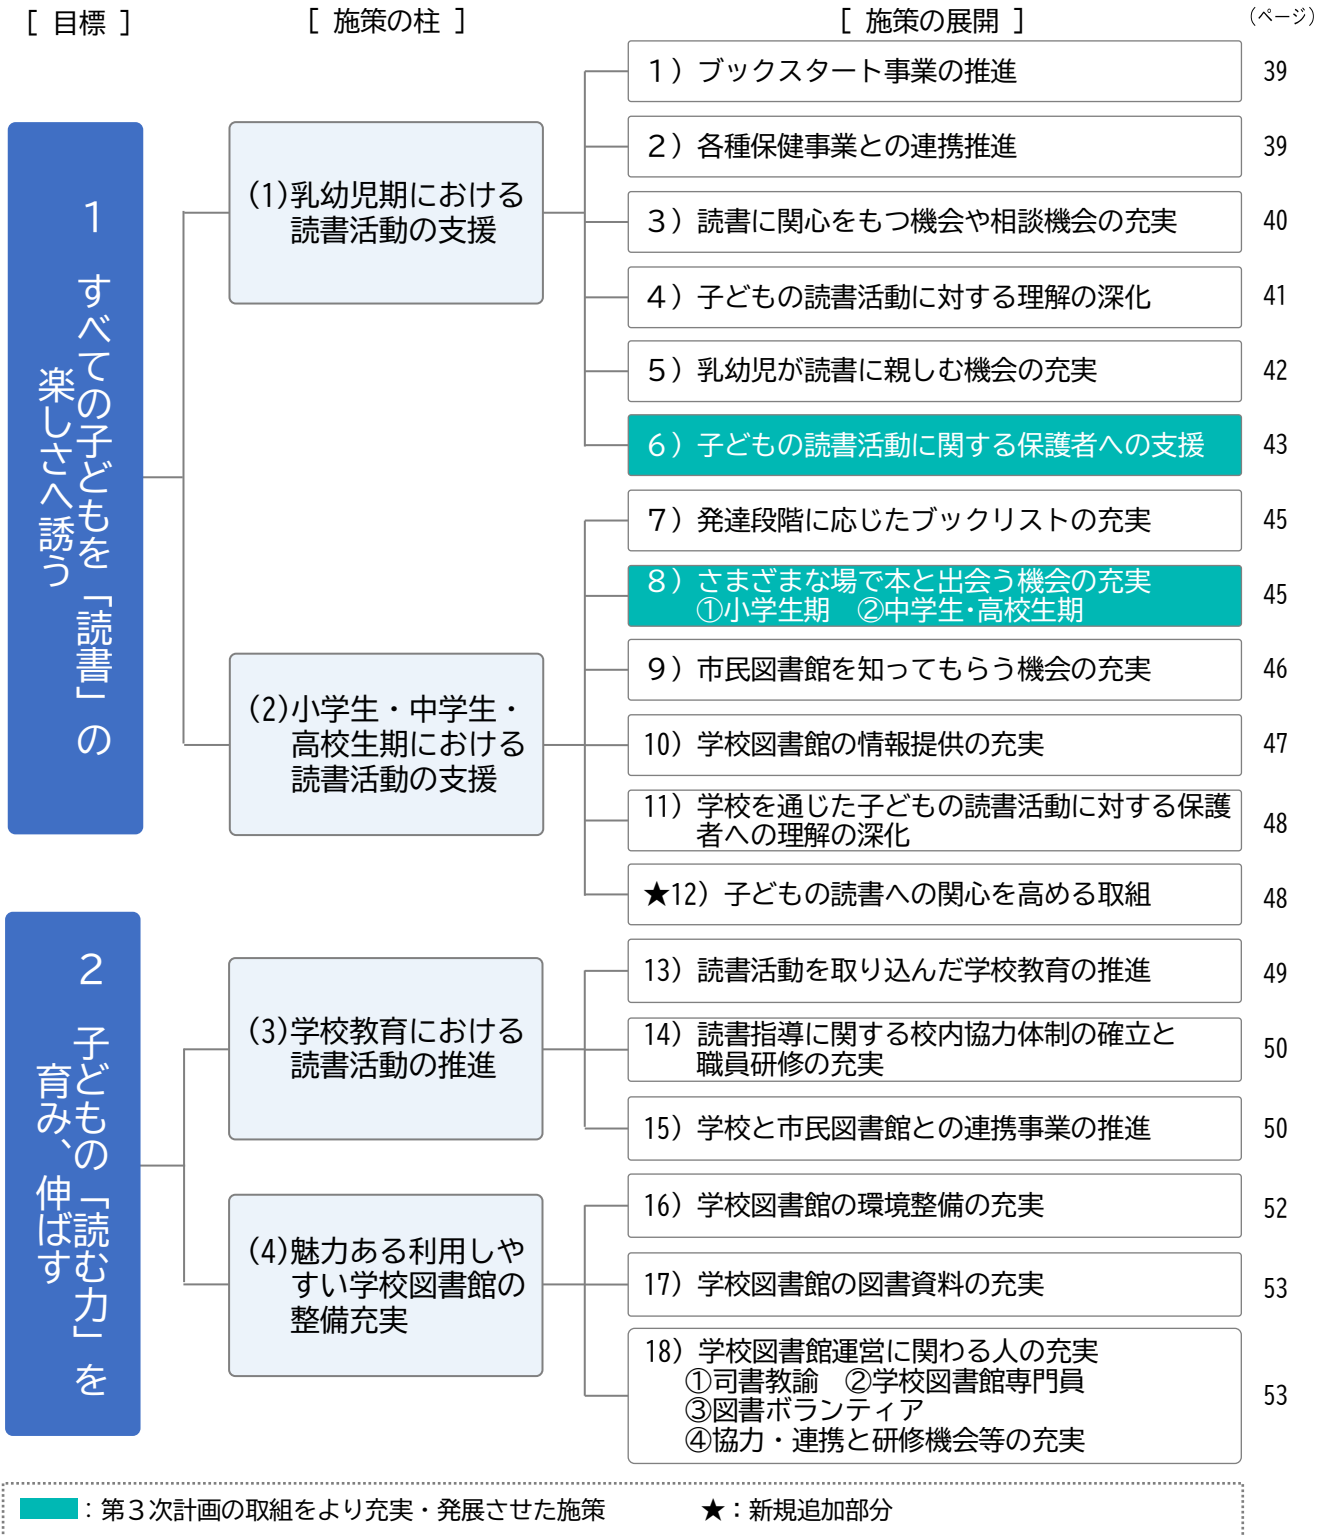 [ 目標 ]
[ 施策の柱 ]
[ 施策の展開 ]
(ページ)
1 すべての子どもを「読書」の
楽しさへ誘う
(1)乳幼児期における
読書活動の支援
1）ブックスタート事業の推進
39
2）各種保健事業との連携推進
39
3）読書に関心をもつ機会や相談機会の充実
40
4）子どもの読書活動に対する理解の深化
41
5）乳幼児が読書に親しむ機会の充実
42
6）子どもの読書活動に関する保護者への支援
43
(2)小学生・中学生・
高校生期における
読書活動の支援
7）発達段階に応じたブックリストの充実
45
8）さまざまな場で本と出会う機会の充実
①小学生期　②中学生･高校生期
45
9）市民図書館を知ってもらう機会の充実
46
10）学校図書館の情報提供の充実
47
11）学校を通じた子どもの読書活動に対する保護
者への理解の深化
48
★12）子どもの読書への関心を高める取組
48
2 子どもの「読む力」を
育み、伸ばす
(3)学校教育における
読書活動の推進
13）読書活動を取り込んだ学校教育の推進
49
14）読書指導に関する校内協力体制の確立と
職員研修の充実
50
15）学校と市民図書館との連携事業の推進
50
(4)魅力ある利用しや
すい学校図書館の
整備充実
16）学校図書館の環境整備の充実
52
17）学校図書館の図書資料の充実
53
18）学校図書館運営に関わる人の充実
①司書教諭　②学校図書館専門員
③図書ボランティア
④協力・連携と研修機会等の充実
53
：第３次計画の取組をより充実・発展させた施策
★：新規追加部分